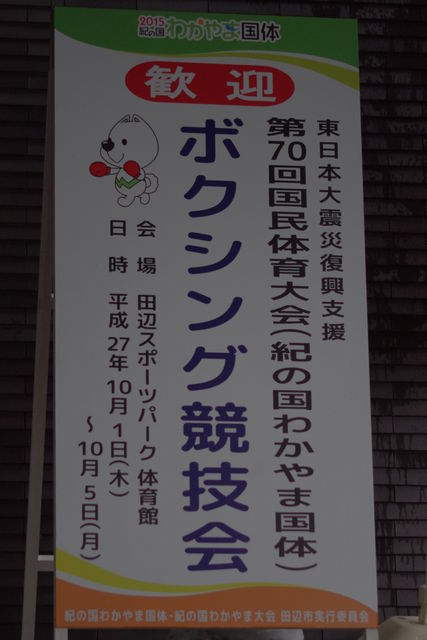 2015
紀の国わかやま国体
歓迎
東日本大震災復興支援
第70回国民体育大会(紀の国わかやま国体)
ボクシング競技会
会場 田辺スポーツパーク 体育館
日時 平成27年10月1日(木)
～10月5日(月)
紀の国わかやま国体・紀の国わかやま大会 田辺市実行委員会